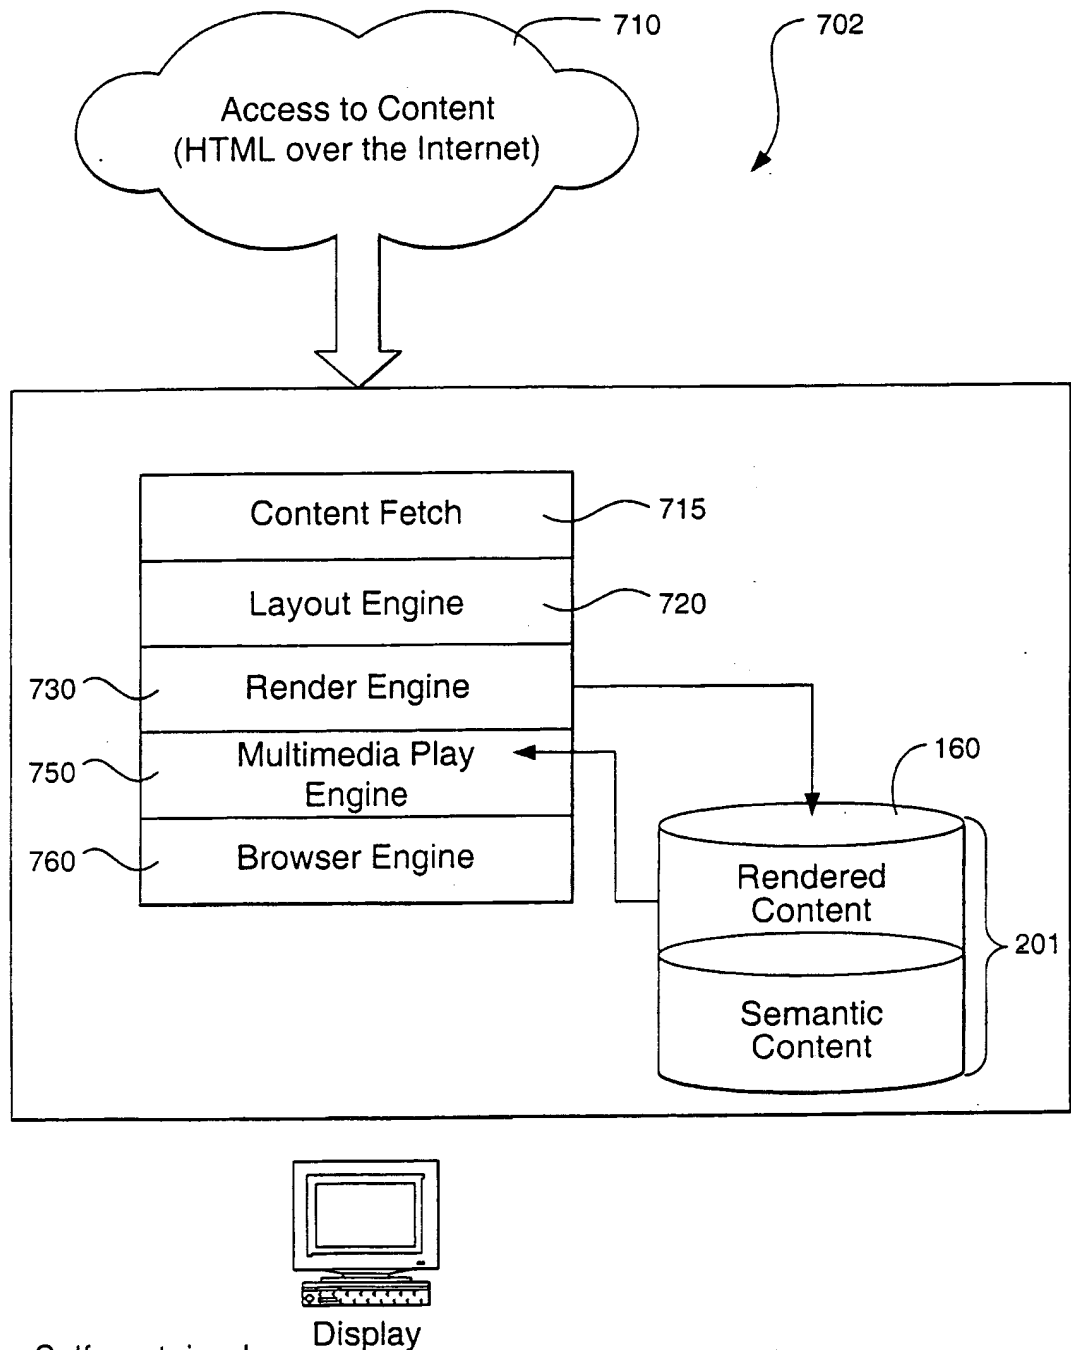 710
702
Access to Content
(HTML over the Internet)
Content Fetch
715
Layout Engine
720
730
Render Engine
750
Multimedia Play
Engine
160
760
Browser Engine
Rendered
Content
201
Semantic
Content
Display